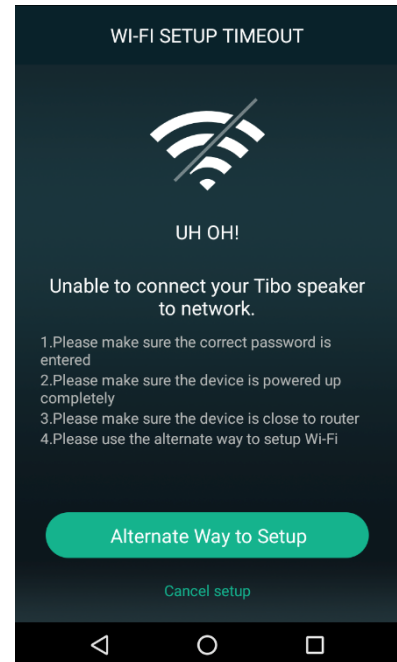 WI-FI SETUP TIMEOUT
UH OH!
Unable to connect your Tibo speaker
to network.
1.Please make sure the correct password is
entered
2.Please make sure the device is powered up
completely
3.Please make sure the device is close to router
4.Please use the alternate way to setup Wi-Fi
Alternate Way to Setup
Cancel setup